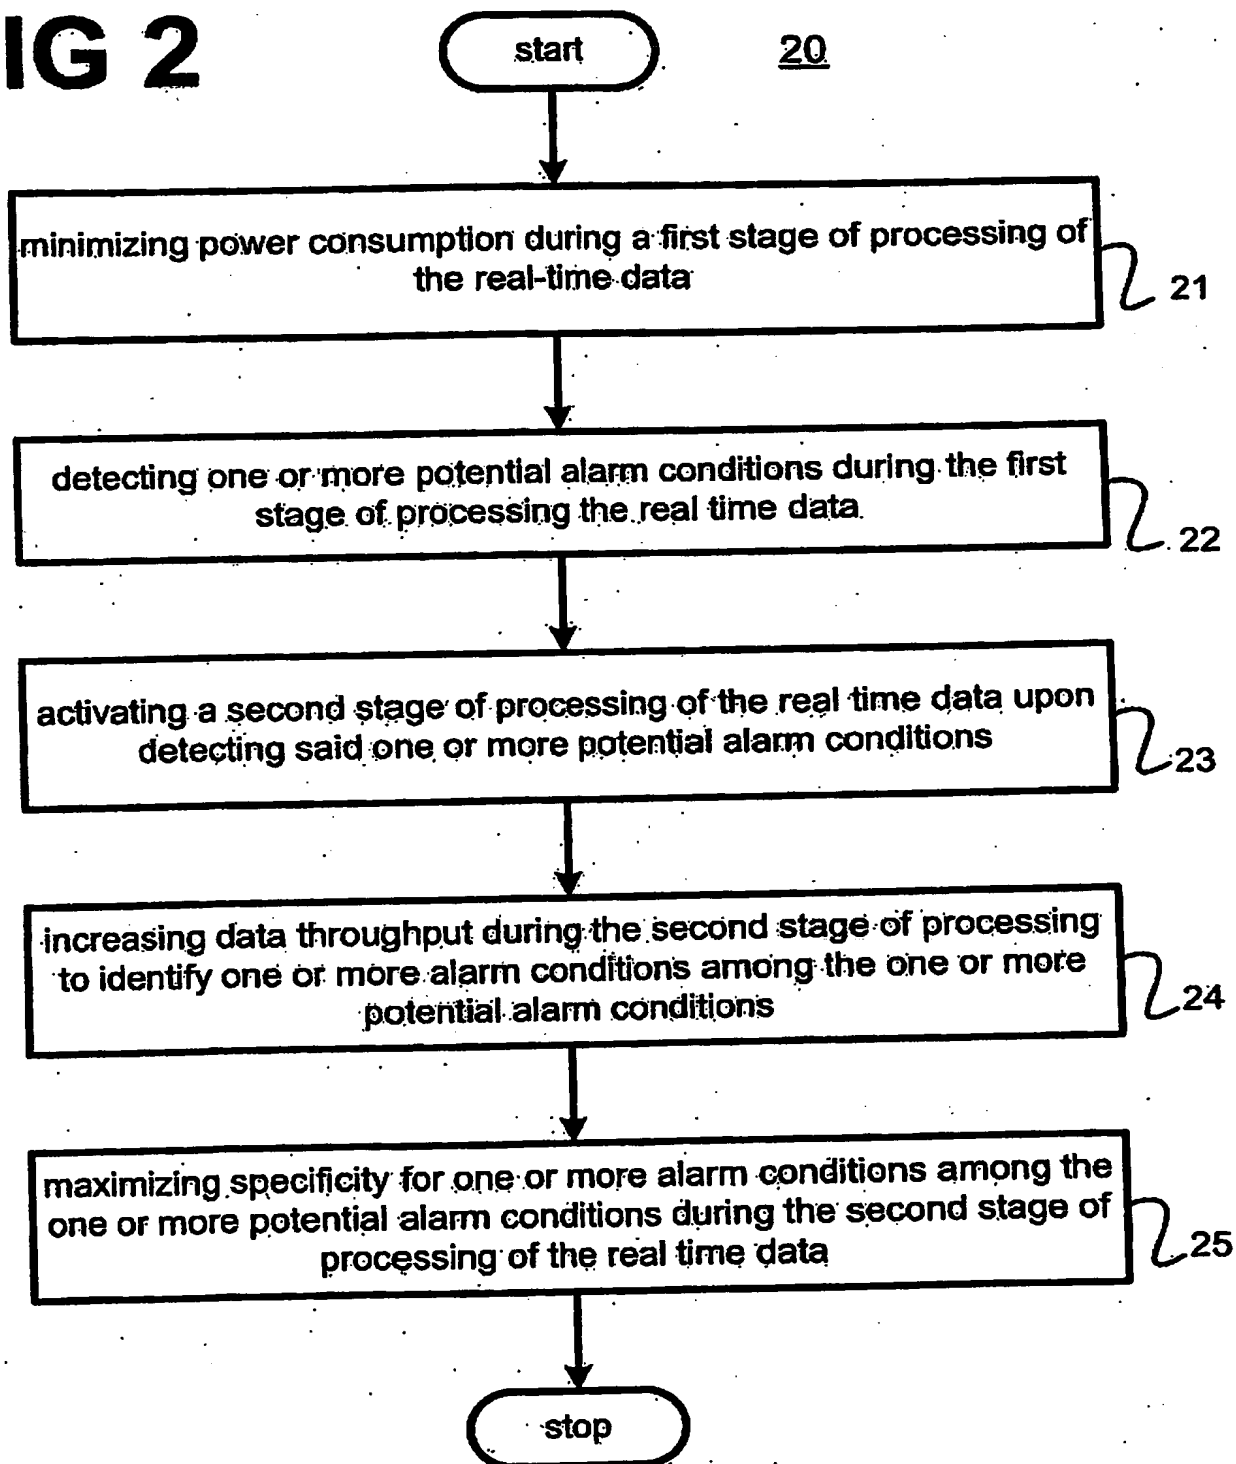 IG 2
start
20
minimizing power consumption during a first stage of processing of
the real-time data
21
detecting one or more potential alarm conditions during the first
stage of processing the real time data
22
activating a second stage of processing of the real time data upon
detecting said one or more potential alarm conditions
23
increasing data throughput during the second stage of processing
to identify one or more alarm conditions among the one or more
potential alarm conditions
24
maximizing specificity for one or more alarm conditions among the
one or more potential alarm conditions during the second stage of
processing of the real time data
25
stop